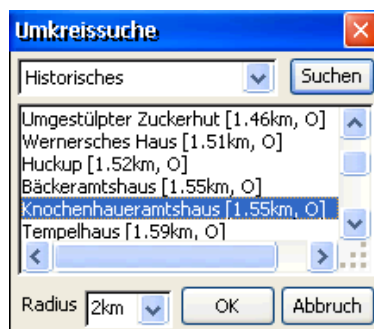 Umkreissuche
Historisches
Suchen
Umgestülpter Zuckerhut [1.46km, O]
Wernersches Haus [1.51km, O]
Huckup [1.52km, O]
Bäckeramtshaus [1.55km, O]
Knochenhaueramtshaus [1.55km, O]
Tempelhaus [1.59km, O]
Radius 2km OK Abbruch